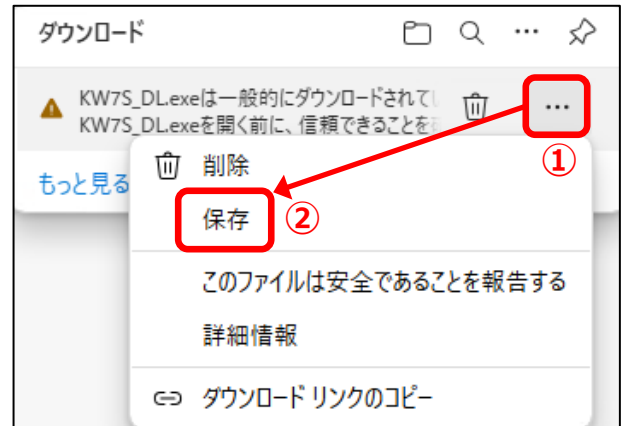 ダウンロード
KW7S_DL.exeは一般的にダウンロードされてい
KW7S_DL.exeを開く前に、信頼できることを
①
もっと見る
削除
保存
②
このファイルは安全であることを報告する
詳細情報
ダウンロード リンクのコピー